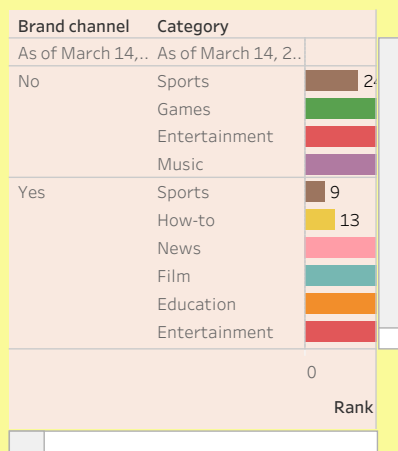 Brand channel Category
As of March 14,.. As of March 14, 2..
No Sports
Games
Entertainment
Music
Yes Sports 9
How-to 13
News
Film
Education
Entertainment
0
Rank